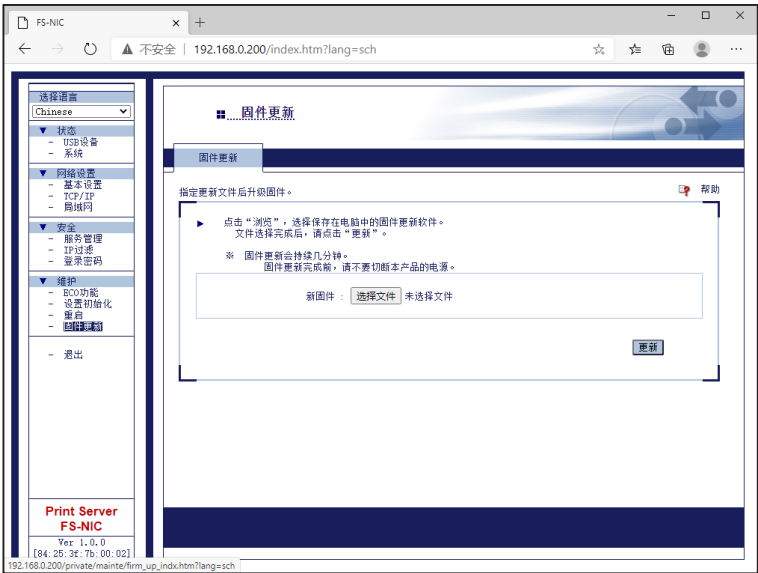 FS-NIC
不安全 | 192.168.0.200/index.htm?lang=sch
选择语言
Chinese
▼ 状态
- USB设备
- 系统
▼ 网络设置
- 基本设置
- TCP/IP
- 局域网
▼ 安全
- 服务管理
- IP过滤
- 登录密码
▼ 维护
- ECO功能
- 设置初始化
- 重启
- 固件更新
- 退出
Print Server
FS-NIC
Ver 1.0.0
[84:25:3f:7b:00:02]
固件更新
固件更新
指定更新文件后升级固件。
帮助
点击“浏览”，选择保存在电脑中的固件更新软件。
文件选择完成后，请点击“更新”。
※ 固件更新会持续几分钟。
固件更新完成前，请不要切断本产品的电源。
新固件 : 选择文件 未选择文件
更新
192.168.0.200/private/mainte/firm_up_indx.htm?lang=sch